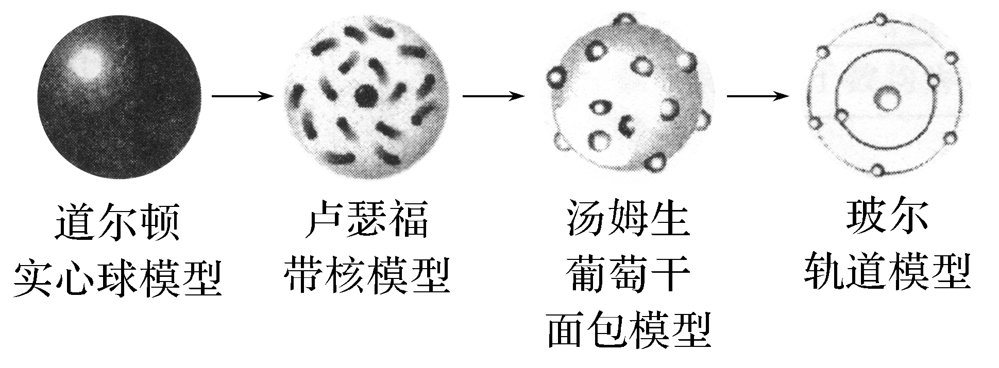 道尔顿
实心球模型
卢瑟福
带核模型
汤姆生
葡萄干
面包模型
玻尔
轨道模型